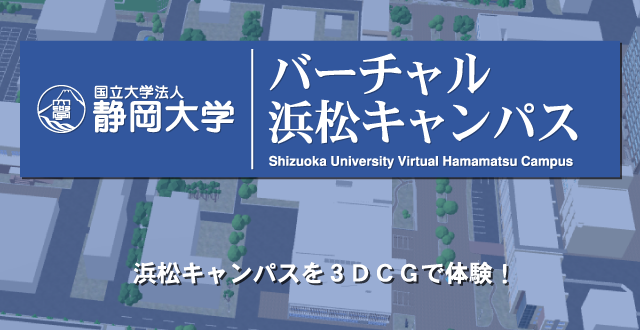 国立大学法人
静岡大学
バーチャル
浜松キャンパス
Shizuoka University Virtual Hamamatsu Campus
浜松キャンパスを３ＤＣＧで体験！